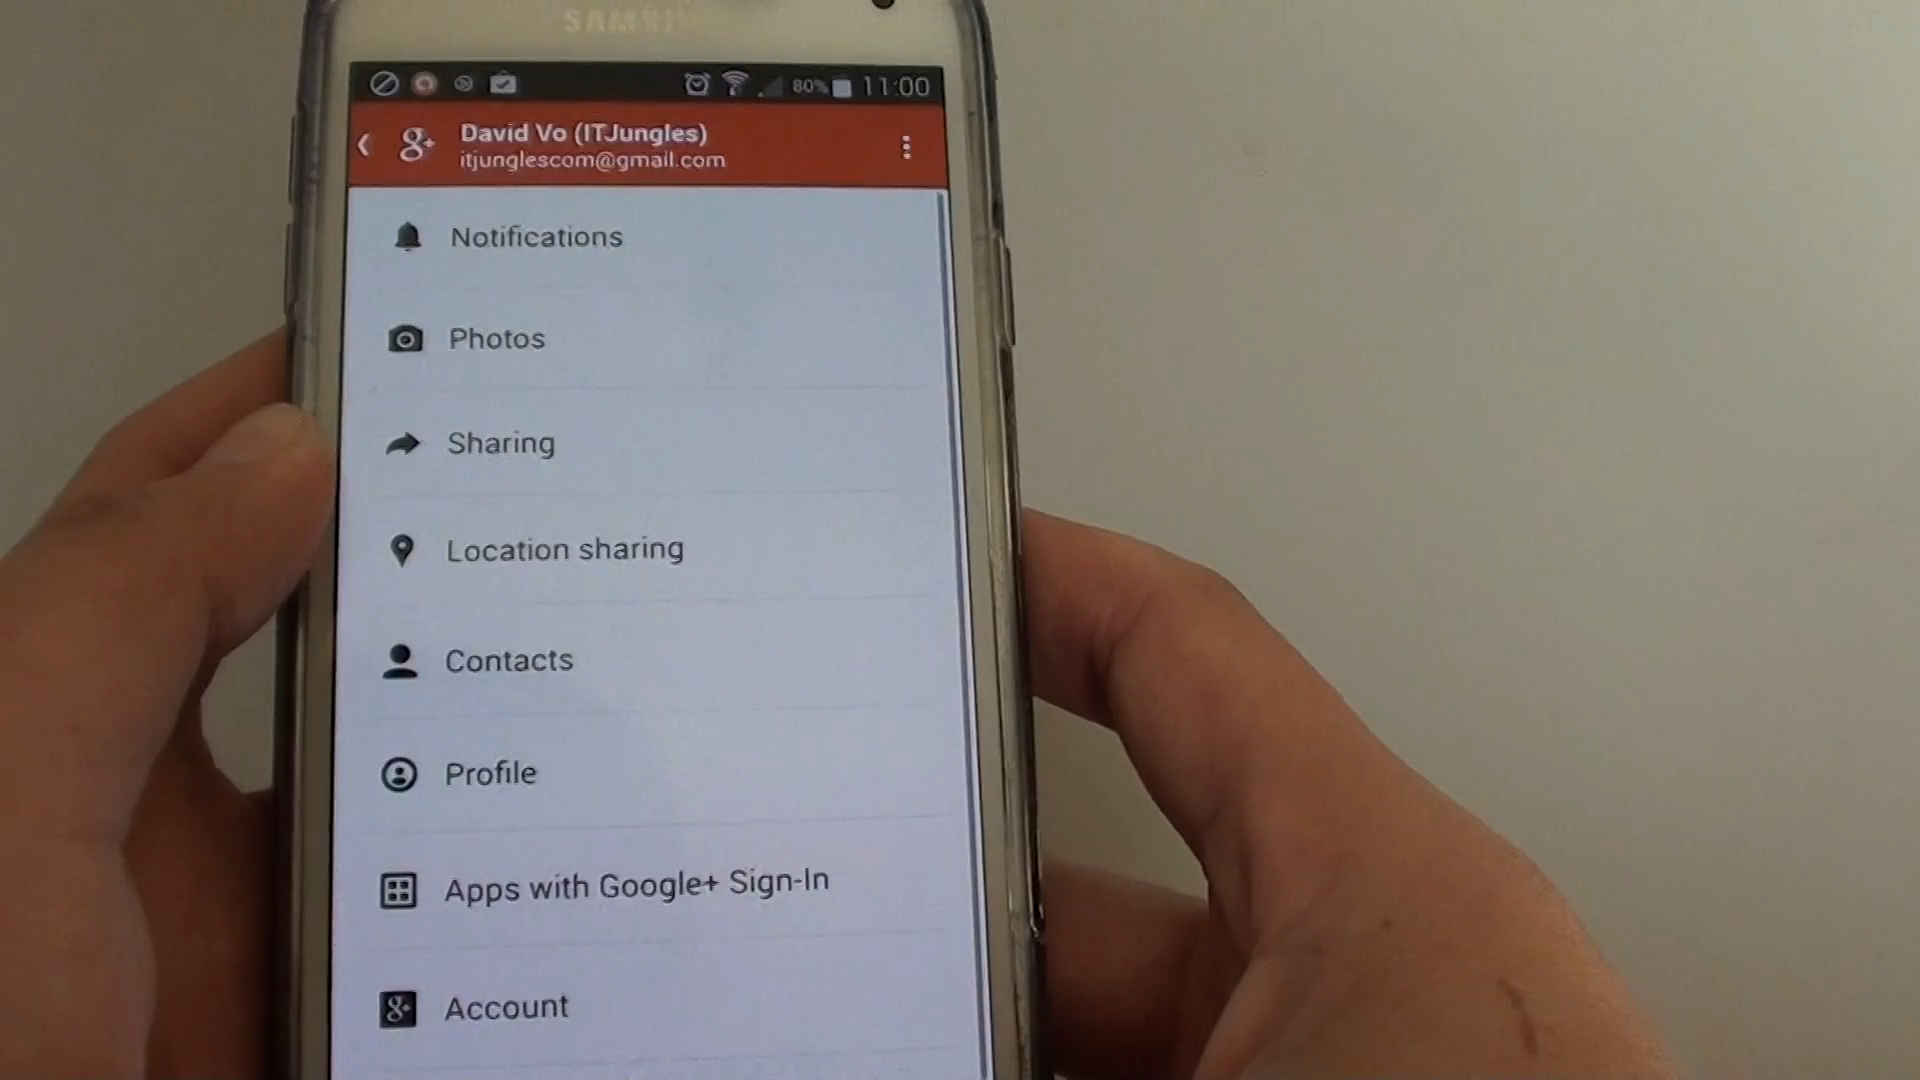 SAMSUNG
80% 11:00
David Vo (ITJungles)
itjunglescom@gmail.com
Notifications
Photos
Sharing
Location sharing
Contacts
Profile
Apps with Google+ Sign-In
Account